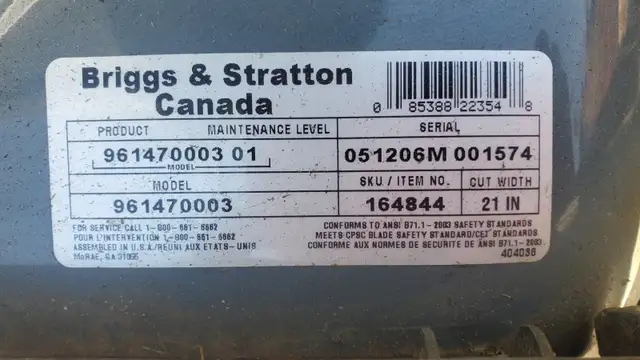 Briggs & Stratton
Canada
0 85388 22354 8
PRODUCT MAINTENANCE LEVEL SERIAL
961470003 01 051206M 001574
MODEL
MODEL SKU / ITEM NO. CUT WIDTH
961470003 164844 21 IN
FOR SERVICE CALL 1-800-661-6662
POUR L'INTERVENTION 1-800-661-6662
ASSEMBLED IN U.S.A./REUNI AUX ETATS-UNIS
McRAE, GA 31055
CONFORMS TO ANSI B71.1-2003 SAFETY STANDARDS
MEETS CPSC BLADE SAFETY STANDARD/CET STANDARDS
CONFORME AUX NORMES DE SECURITE DE ANSI B71.1-2003
404036